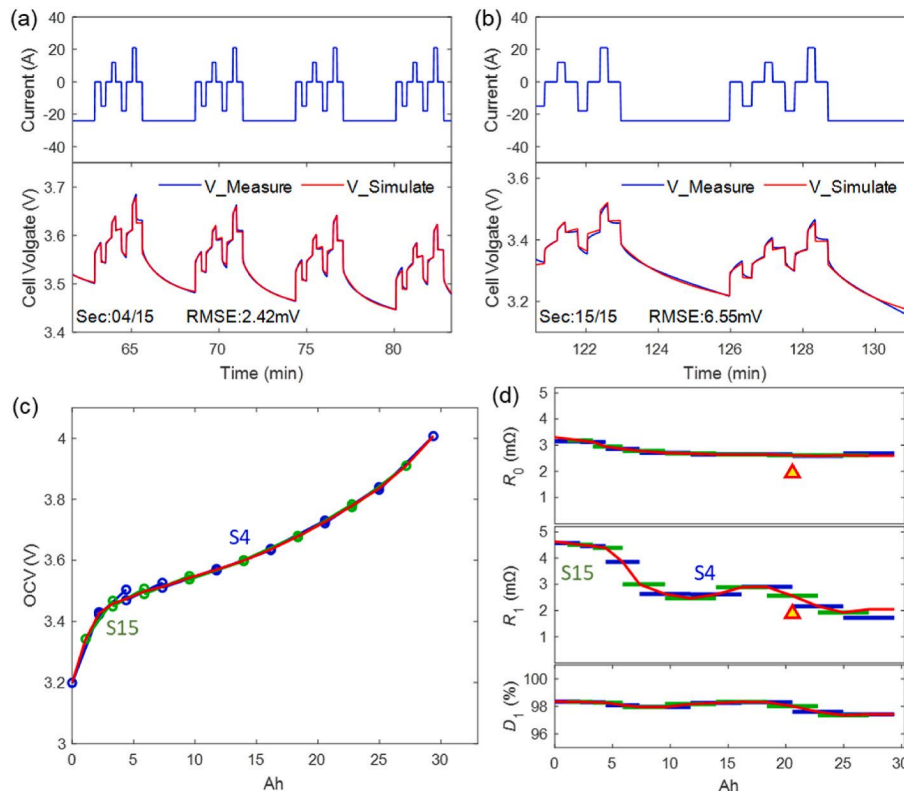 (a)
40
20
0
-20
-40
Current (A)
3.7
3.6
3.5
3.4
Cell Volgate (V)
V_Measure
V_Simulate
Sec:04/15
RMSE:2.42mV
65
70
75
80
Time (min)
(b)
40
20
0
-20
-40
Current (A)
3.6
3.4
3.2
Cell Volgate (V)
V_Measure
V_Simulate
Sec:15/15
RMSE:6.55mV
122
124
126
128
130
Time (min)
(c)
4
3.8
3.6
3.4
3.2
3
OCV (V)
S4
S15
0
5
10
15
20
25
30
Ah
(d)
5
4
3
2
1
R0 (mΩ)
5
4
3
2
1
R1 (mΩ)
S15
S4
100
98
96
D1 (%)
0
5
10
15
20
25
30
Ah